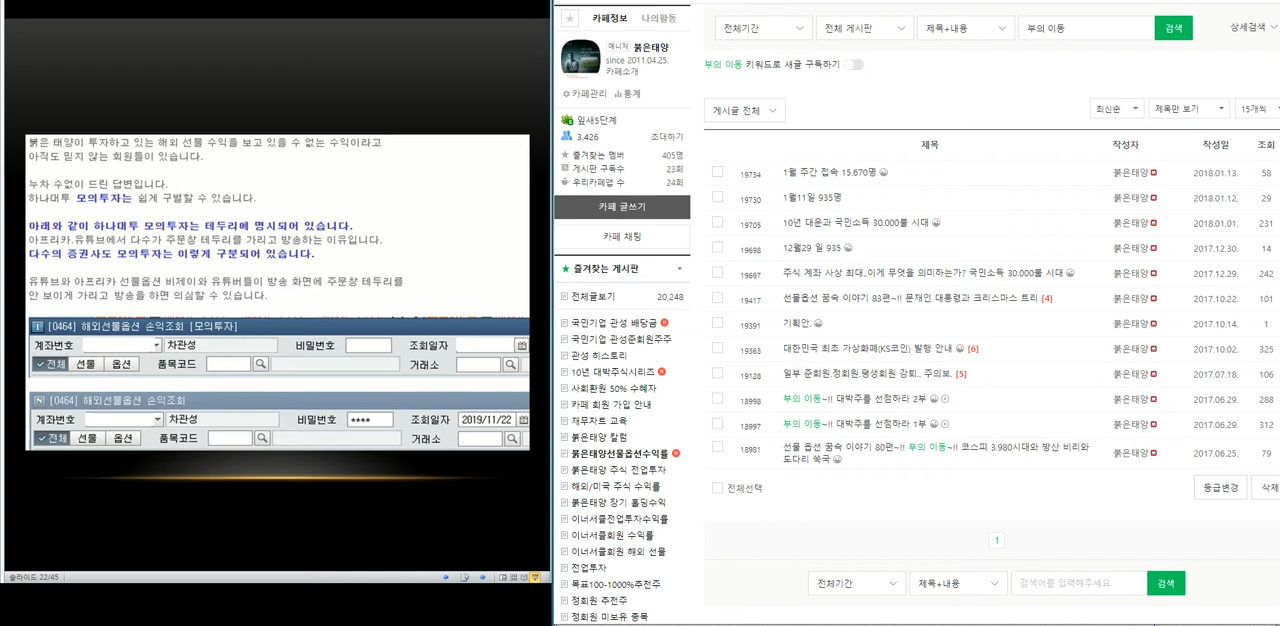 붉은 태양이 투자하고 있는 해외 선물 수익을 보고 있을 수 없는 수익이라고
아직도 믿지 않는 회원들이 있습니다.
누차 수없이 드린 답변입니다.
하나대투 모의투자는 쉽게 구별할 수 있습니다.
아래와 같이 하나대투 모의투자는 테두리에 명시되어 있습니다.
아프리카.유튜브에서 다수가 주문창 테두리를 가리고 방송하는 이유입니다.
다수의 증권사도 모의투자는 이렇게 구분되어 있습니다.
유튜브와 아프리카 선물옵션 비제이와 유튜버들이 방송 화면에 주문창 테두리를
안 보이게 가리고 방송을 하면 의심할 수 있습니다.
[0464] 해외선물옵션 손익조회 [모의투자]
계좌번호 차관성 비밀번호 조회일자
전체 선물 옵션 품목코드 거래소
[0464] 해외선물옵션 손익조회
계좌번호 차관성 비밀번호 **** 조회일자 2019/11/22
전체 선물 옵션 품목코드 거래소
슬라이드 22/45
카페정보 나의활동
매니저 붉은태양
since 2011.04.25.
카페소개
카페관리 통계
잎새5단계
3,426 초대하기
즐겨찾는 멤버 405명
게시판 구독수 23회
우리카페앱 수 24회
카페 글쓰기
카페 채팅
즐겨찾는 게시판
전체글보기 20,248
국민기업 관성 배당금
국민기업 관성준회원주주
관성 히스토리
10년 대박주식시리즈
사회환원 50% 수혜자
카페 회원 가입 안내
재무차트 교육
붉은태양 칼럼
붉은태양선물옵션수익률
붉은태양 주식 전업투자
해외/미국 주식 수익률
붉은태양 장기 홀딩수익
이너서클전업투자수익률
이너서클회원 수익률
이너서클회원 해외 선물
전업투자
목표100-1000%추천주
정회원 추천주
정회원 미보유 종목
전체기간 전체 게시판 제목+내용 부의 이동 검색 상세검색
부의 이동 키워드로 새글 구독하기
게시글 전체 최신순 제목만 보기 15개씩
제목 작성자 작성일 조회
19734 1월 주간 접속 15.670명 붉은태양 2018.01.13. 58
19730 1월11일 935명 붉은태양 2018.01.12. 29
19705 10년 대운과 국민소득 30.000불 시대 붉은태양 2018.01.01. 231
19698 12월29 일 935 붉은태양 2017.12.30. 14
19697 주식 계좌 사상 최대..이게 무엇을 의미하는가? 국민소득 30.000불 시대 붉은태양 2017.12.29. 242
19417 선물옵션 꿈속 이야기 83편~!! 문재인 대통령과 크리스마스 트리 [4] 붉은태양 2017.10.22. 101
19391 기획안. 붉은태양 2017.10.14. 1
19363 대한민국 최초 가상화폐(KS코인) 발행 안내 [6] 붉은태양 2017.10.02. 325
19128 일부 준회원.정회원.평생회원 강퇴.. 주의보. [5] 붉은태양 2017.07.18. 106
18998 부의 이동~!! 대박주를 선점하라 2부 붉은태양 2017.06.29. 288
18997 부의 이동~!! 대박주를 선점하라 1부 붉은태양 2017.06.29. 312
18981 선물 옵션 꿈속 이야기 80편~!! 부의 이동~!! 코스피 3.980시대와 방산 비리와 붉은태양 2017.06.25. 79
도다리 쑥국
전체선택 등급변경 삭제
1
전체기간 제목+내용 검색어를 입력해주세요 검색